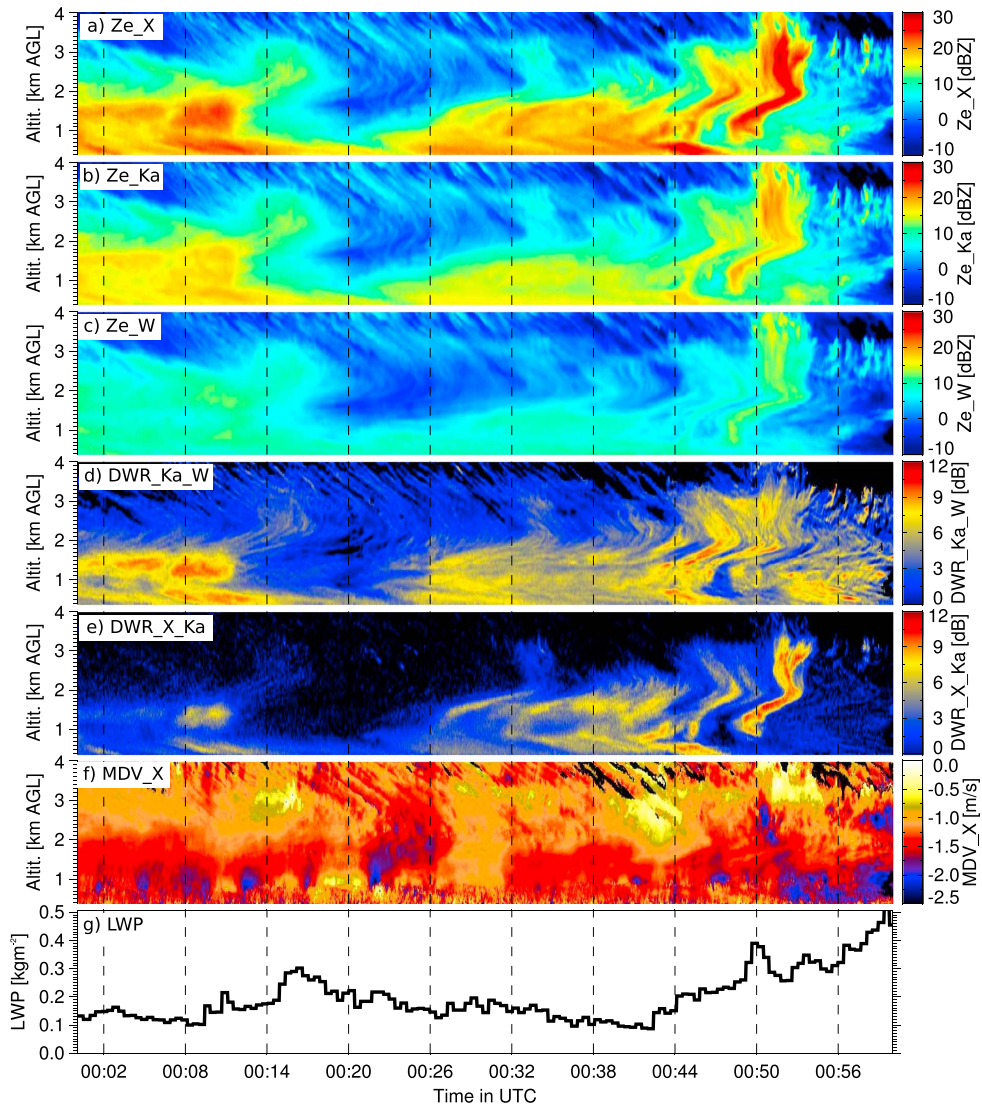 a) Ze_X
4
3
2
1
Altit. [km AGL]
30
20
10
0
-10
Ze_X [dBZ]
b) Ze_Ka
4
3
2
1
Altit. [km AGL]
30
20
10
0
-10
Ze_Ka [dBZ]
c) Ze_W
4
3
2
1
Altit. [km AGL]
30
20
10
0
-10
Ze_W [dBZ]
d) DWR_Ka_W
4
3
2
1
Altit. [km AGL]
12
9
6
3
0
DWR_Ka_W [dB]
e) DWR_X_Ka
4
3
2
1
Altit. [km AGL]
12
9
6
3
0
DWR_X_Ka [dB]
f) MDV_X
4
3
2
1
Altit. [km AGL]
0.0
-0.5
-1.0
-1.5
-2.0
-2.5
MDV_X [m/s]
g) LWP
0.5
0.4
0.3
0.2
0.1
0.0
LWP [kgm⁻²]
00:02 00:08 00:14 00:20 00:26 00:32 00:38 00:44 00:50 00:56
Time in UTC